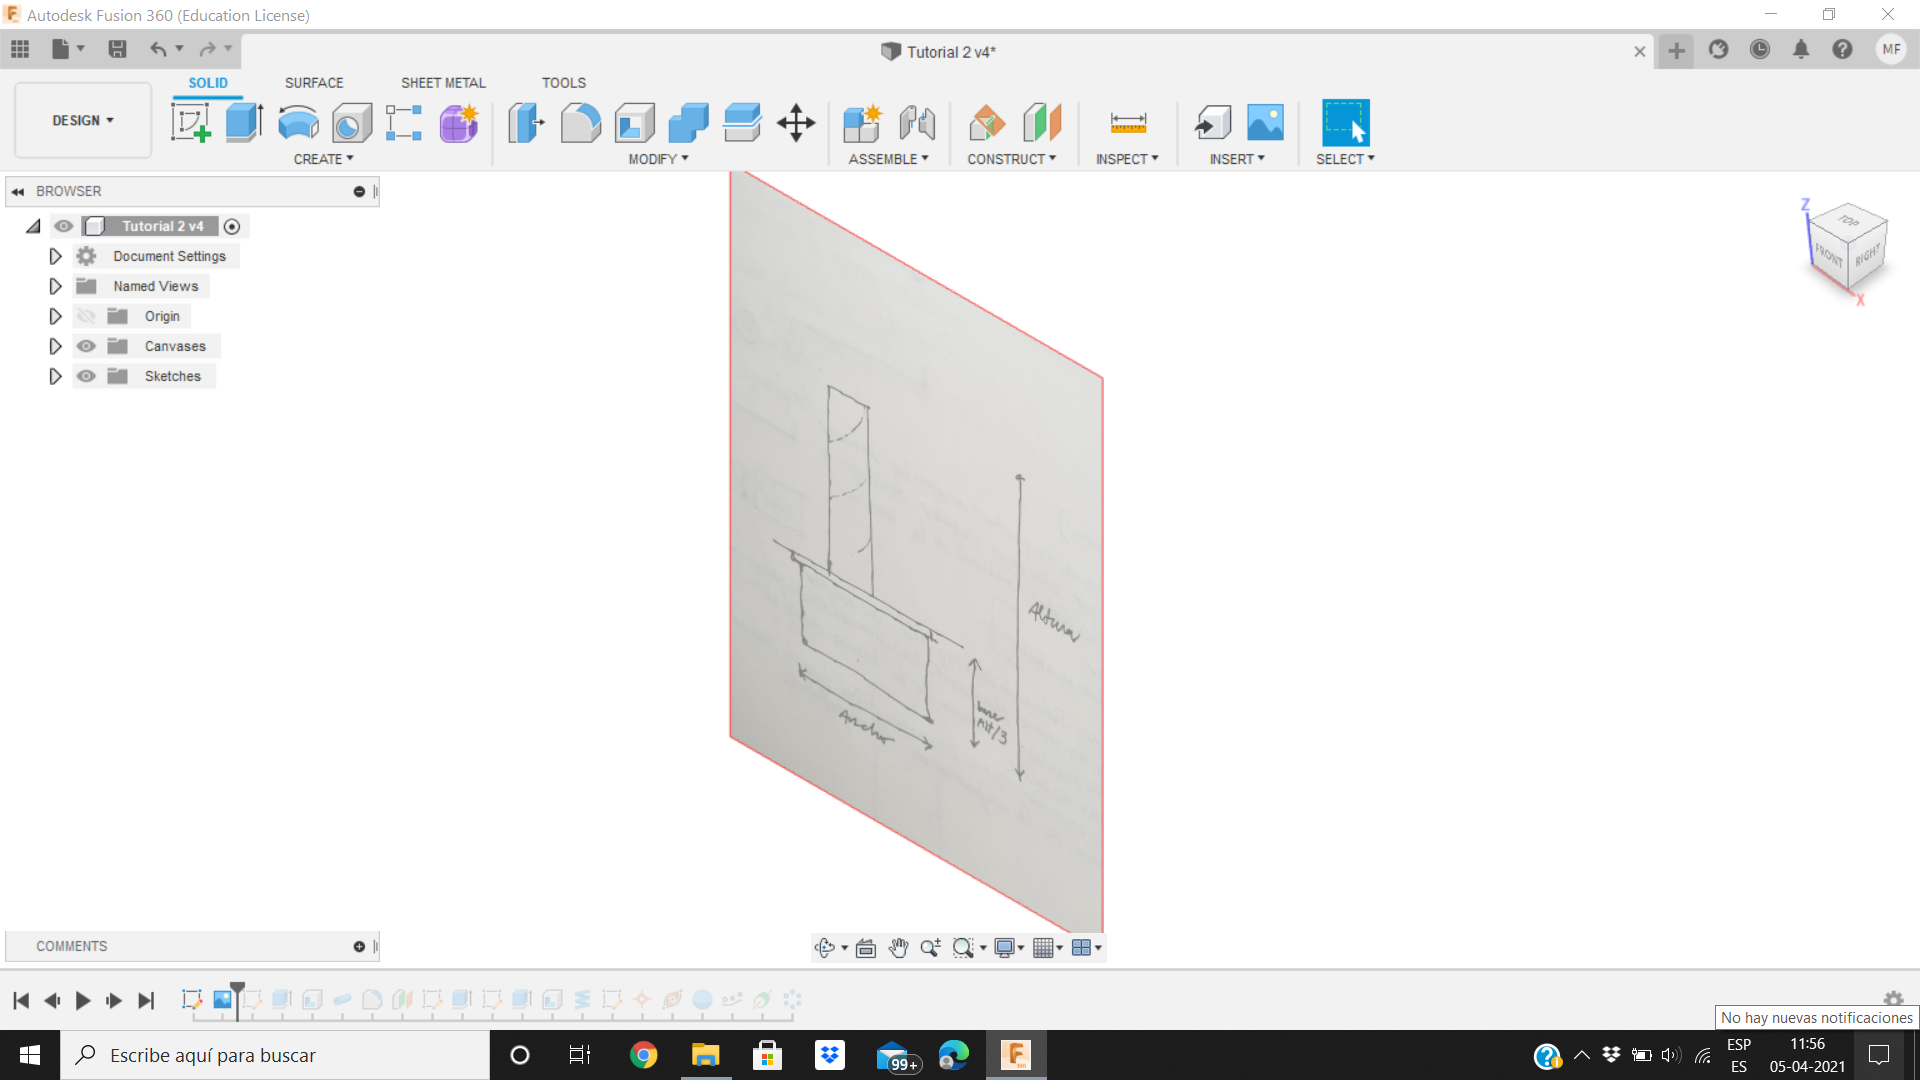 Autodesk Fusion 360 (Education License)
Tutorial 2 v4*
MF
SOLID SURFACE SHEET METAL TOOLS
DESIGN
CREATE MODIFY ASSEMBLE CONSTRUCT INSPECT INSERT SELECT
BROWSER
Tutorial 2 v4
Document Settings
Named Views
Origin
Canvases
Sketches
Z
TOP
FRONT
RIGHT
X
Altura
base
Alt/3
Ancho
COMMENTS
No hay nuevas notificaciones
Escribe aquí para buscar
99+
ESP
ES
11:56
05-04-2021